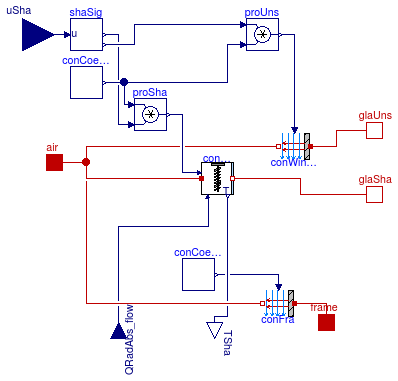 uSha
shaSig
u
proUns
conCoe...
proSha
glaUns
air
con...
conWin...
glaSha
T
conCoe...
QRadAbs_flow
TSha
conFra
frame